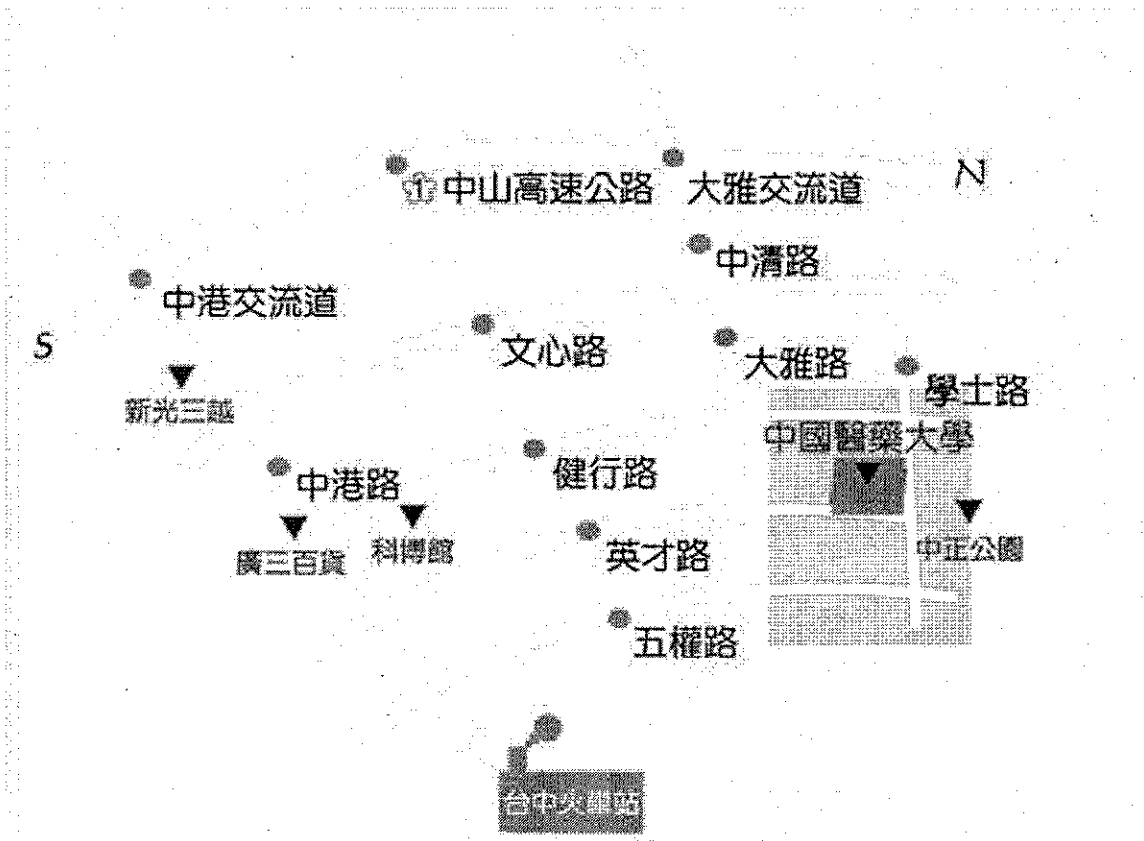 1 中山高速公路
大雅交流道
N
中清路
中港交流道
S
文心路
大雅路
學士路
新光三越
中國醫藥大學
健行路
中港路
廣三百貨
科博館
英才路
中正公園
五權路
台中火車站